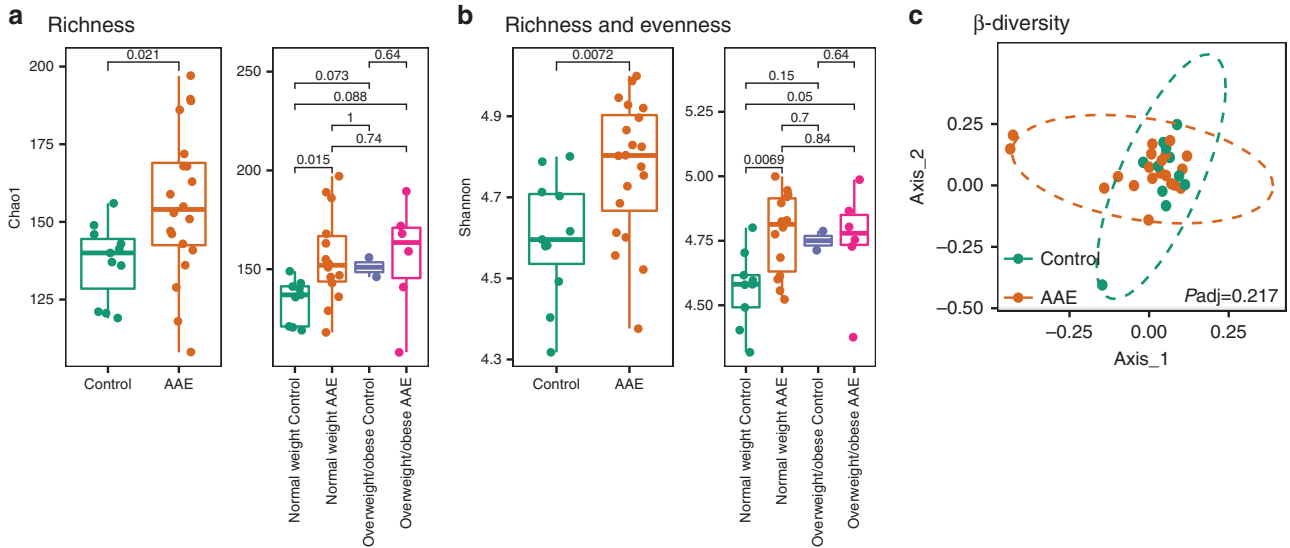 a Richness
Chao1
200
175
150
125
0.021
Control
AAE
250
200
150
0.64
0.073
0.088
1
0.74
0.015
Normal weight Control
Normal weight AAE
Overweight/obese Control
Overweight/obese AAE
b Richness and evenness
Shannon
4.9
4.7
4.5
4.3
0.0072
Control
AAE
5.25
5.00
4.75
4.50
0.64
0.15
0.05
0.7
0.84
0.0069
Normal weight Control
Normal weight AAE
Overweight/obese Control
Overweight/obese AAE
c β-diversity
Axis_2
0.25
0.00
−0.25
−0.50
Control
AAE
Padj=0.217
−0.25
0.00
0.25
Axis_1